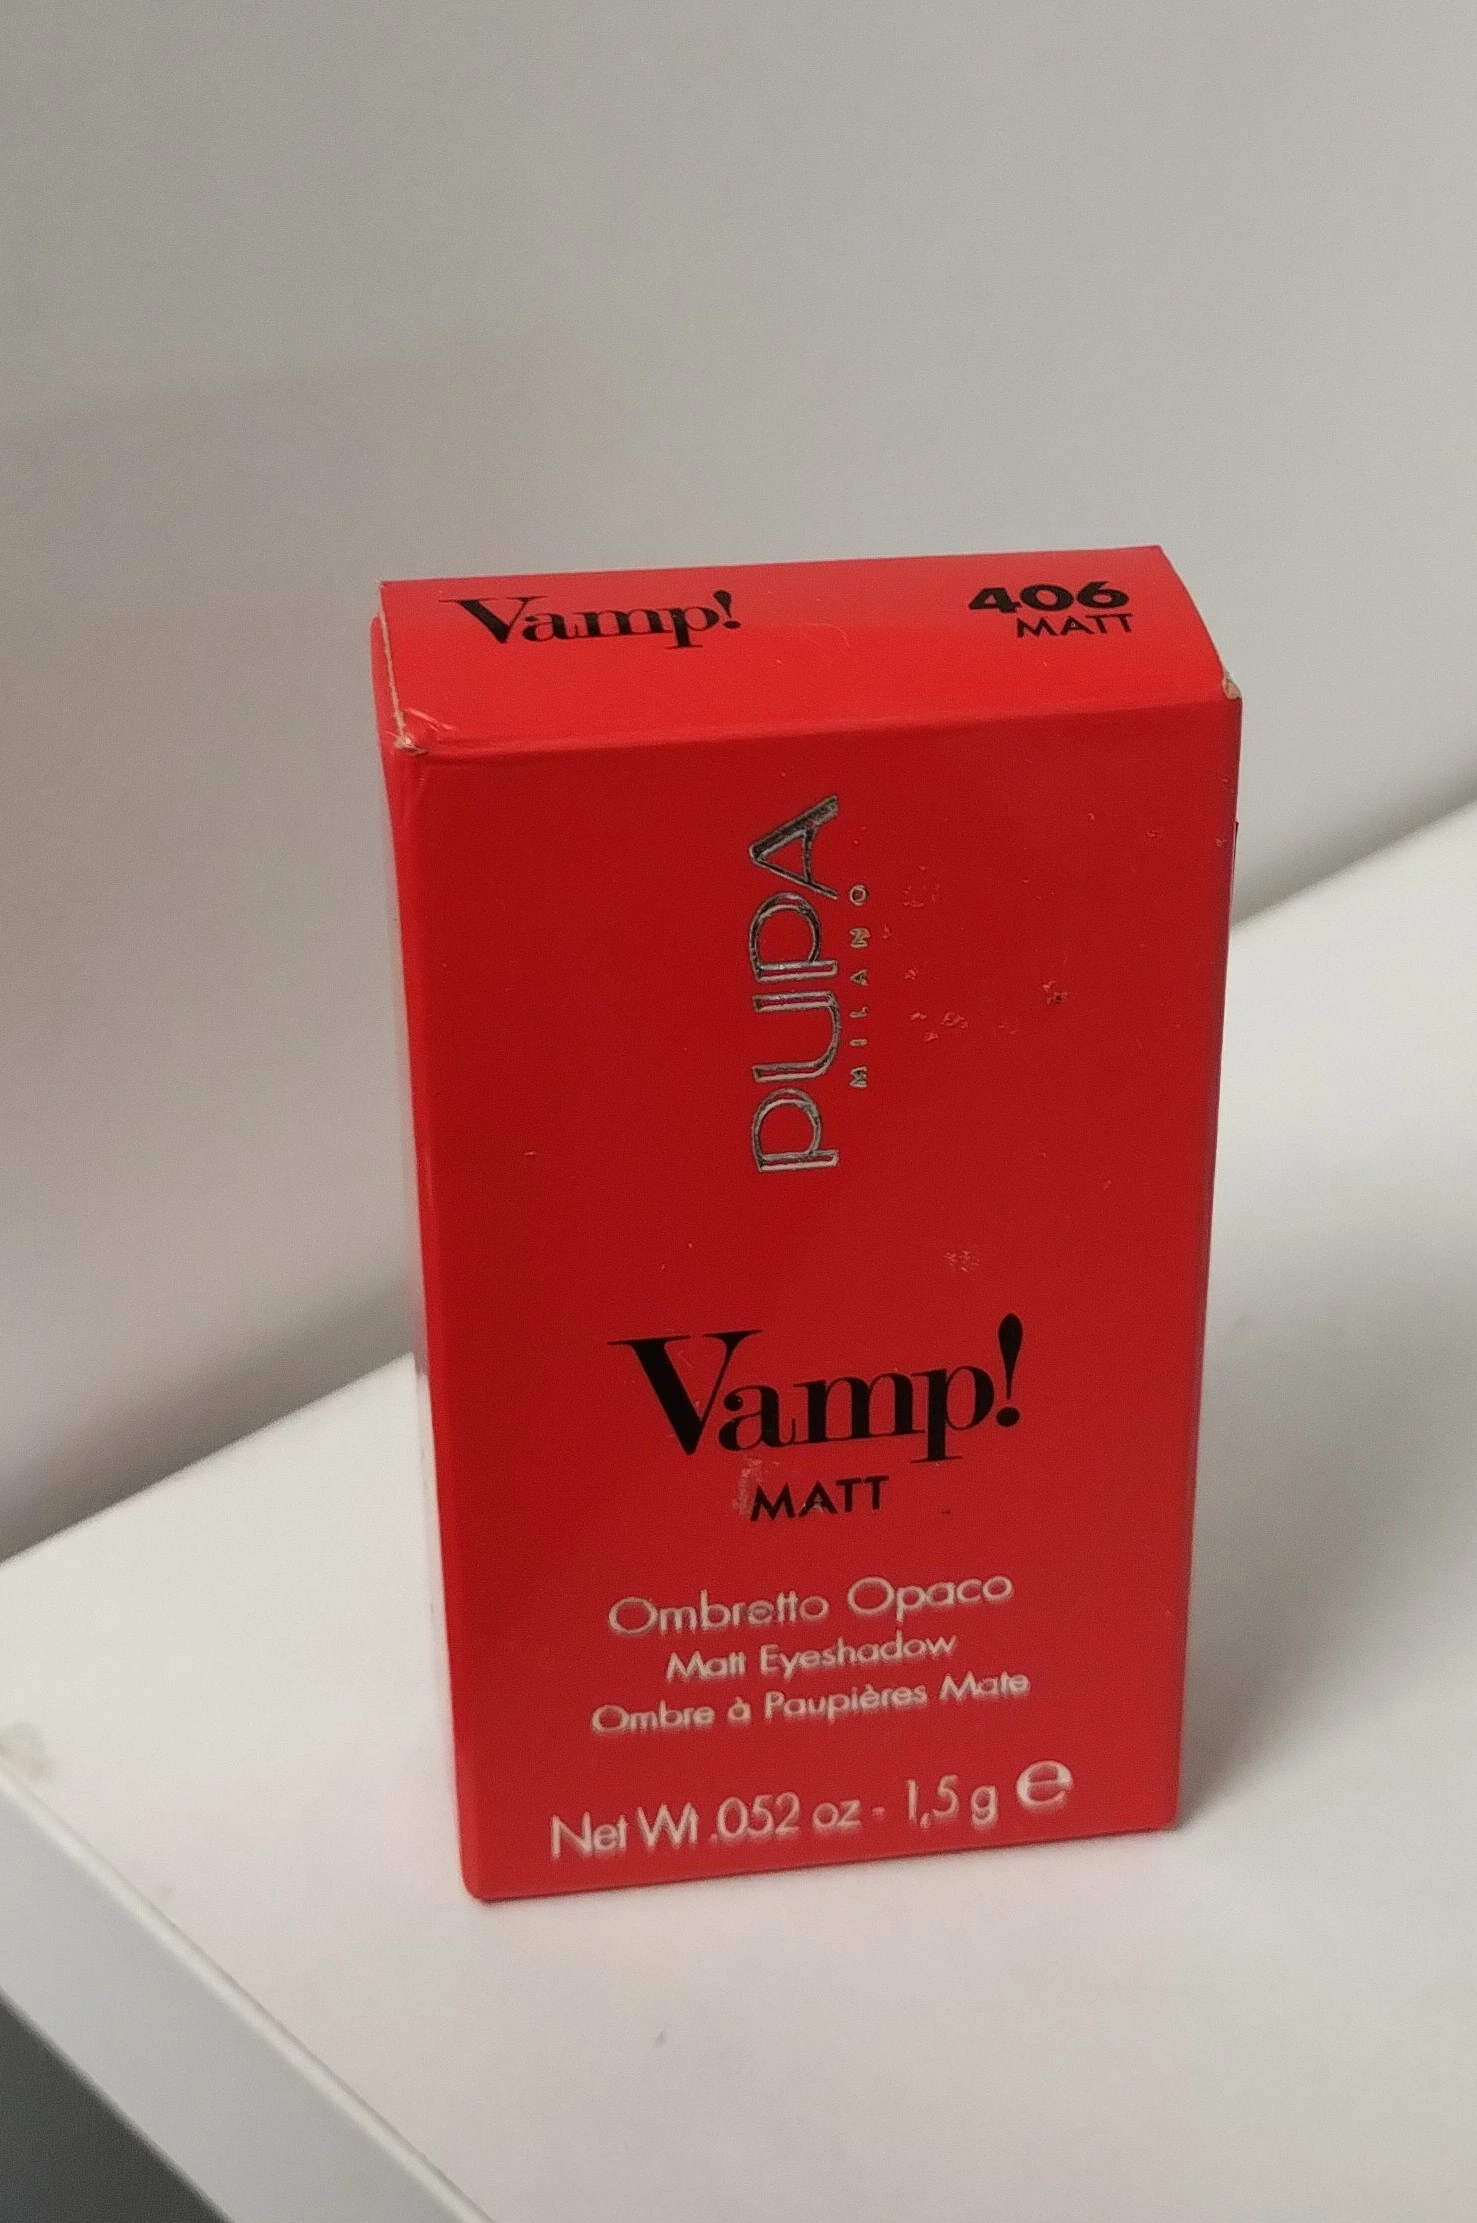 Vamp!
406
MATT
PUPA
MILANO
Vamp!
MATT
Ombretto Opaco
Matt Eyeshadow
Ombre à Paupières Mate
Net Wt .052 oz - 1,5 g ℮